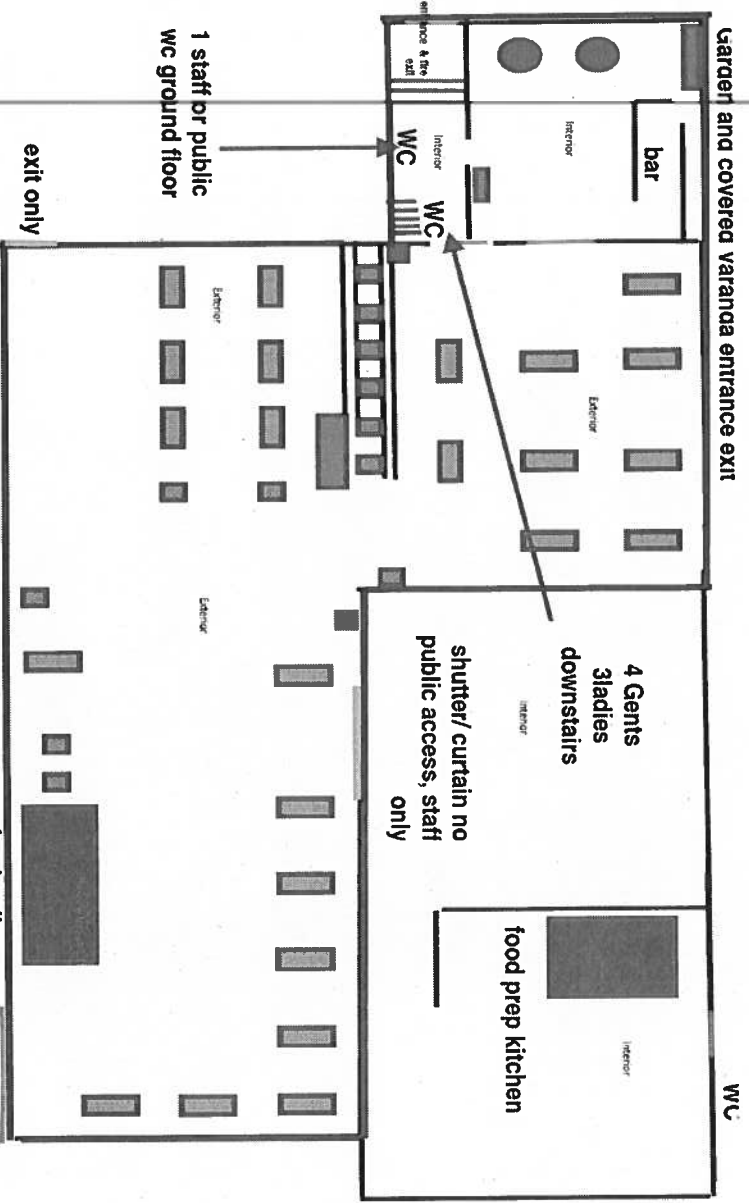 Garden and covered varanda entrance exit
WC
bar
Interior
entrance & fire
exit
Interior
WC
WC
1 staff or public
wc ground floor
exit only
Exterior
Exterior
Exterior
4 Gents
3ladies
downstairs
Interior
shutter/ curtain no
public access, staff
only
food prep kitchen
Interior